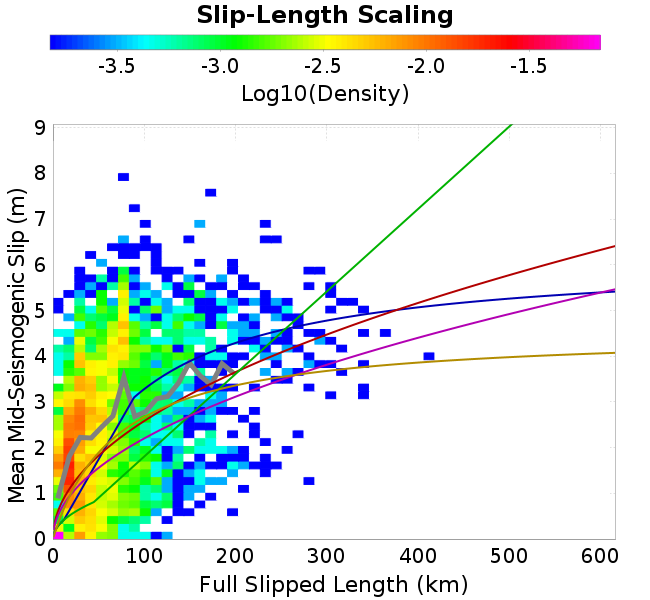 Slip-Length Scaling
-3.5 -3.0 -2.5 -2.0 -1.5
Log10(Density)
9
8
7
6
5
4
3
2
1
0
Mean Mid-Seismogenic Slip (m)
0 100 200 300 400 500 600
Full Slipped Length (km)